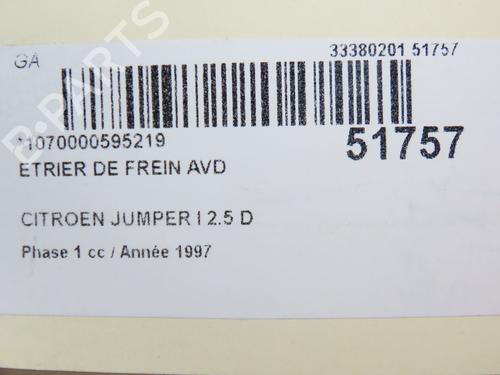 GA
33380201 51757
*1070000595219
51757
ETRIER DE FREIN AVD
CITROEN JUMPER I 2.5 D
Phase 1 cc / Année 1997
B-PARTS